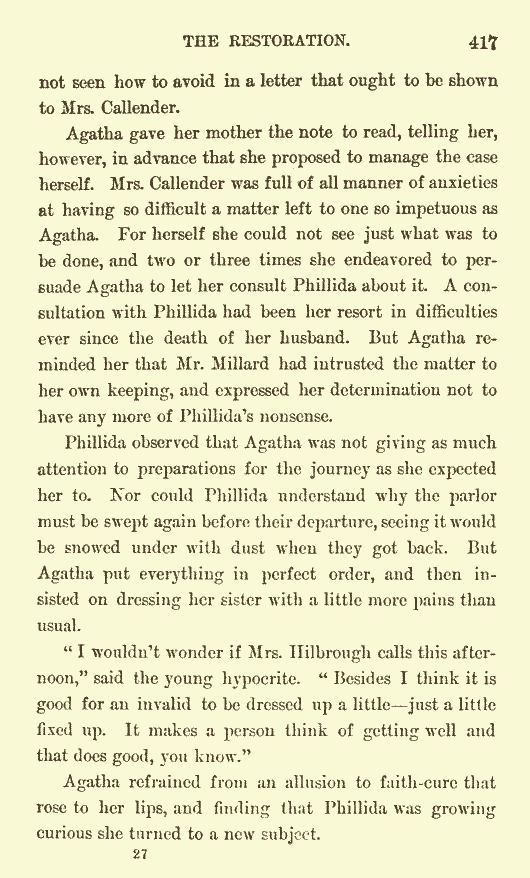 THE RESTORATION. 417
not seen how to avoid in a letter that ought to be shown
to Mrs. Callender.
Agatha gave her mother the note to read, telling her,
however, in advance that she proposed to manage the case
herself. Mrs. Callender was full of all manner of anxieties
at having so difficult a matter left to one so impetuous as
Agatha. For herself she could not see just what was to
be done, and two or three times she endeavored to per-
suade Agatha to let her consult Phillida about it. A con-
sultation with Phillida had been her resort in difficulties
ever since the death of her husband. But Agatha re-
minded her that Mr. Millard had intrusted the matter to
her own keeping, and expressed her determination not to
have any more of Phillida's nonsense.
Phillida observed that Agatha was not giving as much
attention to preparations for the journey as she expected
her to. Nor could Phillida understand why the parlor
must be swept again before their departure, seeing it would
be snowed under with dust when they got back. But
Agatha put everything in perfect order, and then in-
sisted on dressing her sister with a little more pains than
usual.
"I wouldn't wonder if Mrs. Hilbrough calls this after-
noon," said the young hypocrite. "Besides I think it is
good for an invalid to be dressed up a little—just a little
fixed up. It makes a person think of getting well and
that does good, you know."
Agatha refrained from an allusion to faith-cure that
rose to her lips, and finding that Phillida was growing
curious she turned to a new subject.
27